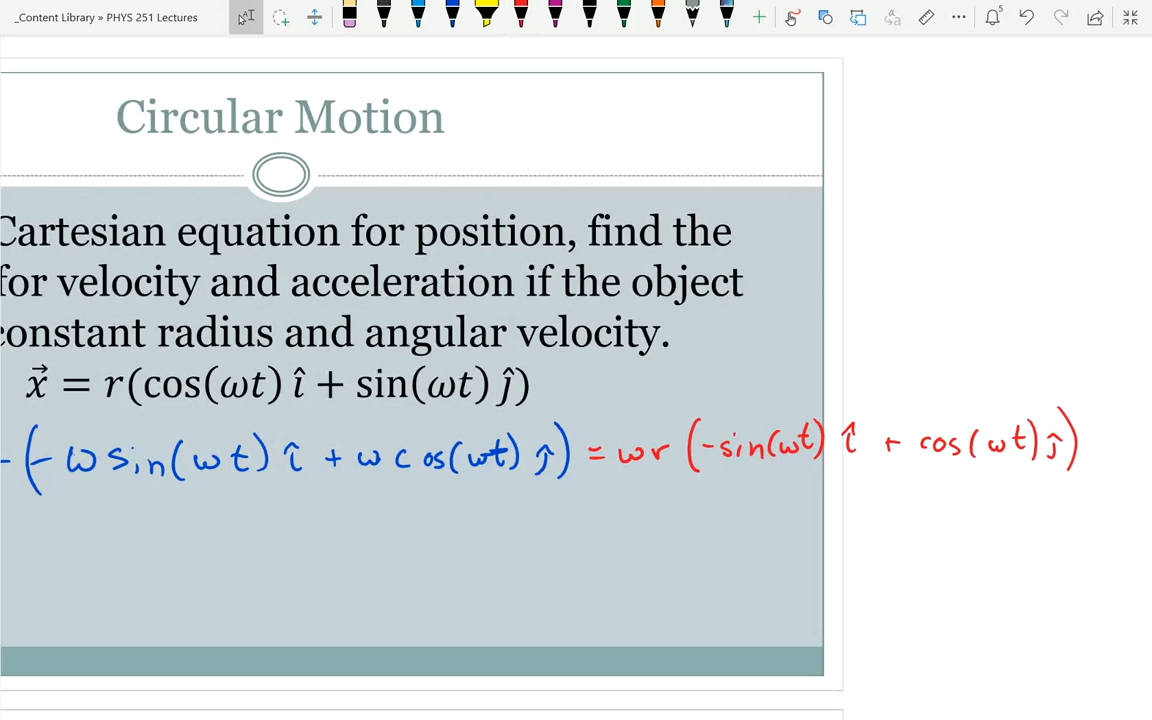 _Content Library » PHYS 251 Lectures
5
Circular Motion
Cartesian equation for position, find the
for velocity and acceleration if the object
constant radius and angular velocity.
x⃗ = r(cos(ωt) î + sin(ωt) ĵ)
(-ω sin(ωt) î + ω cos(ωt) ĵ) = ωr (-sin(ωt) î + cos(ωt) ĵ)